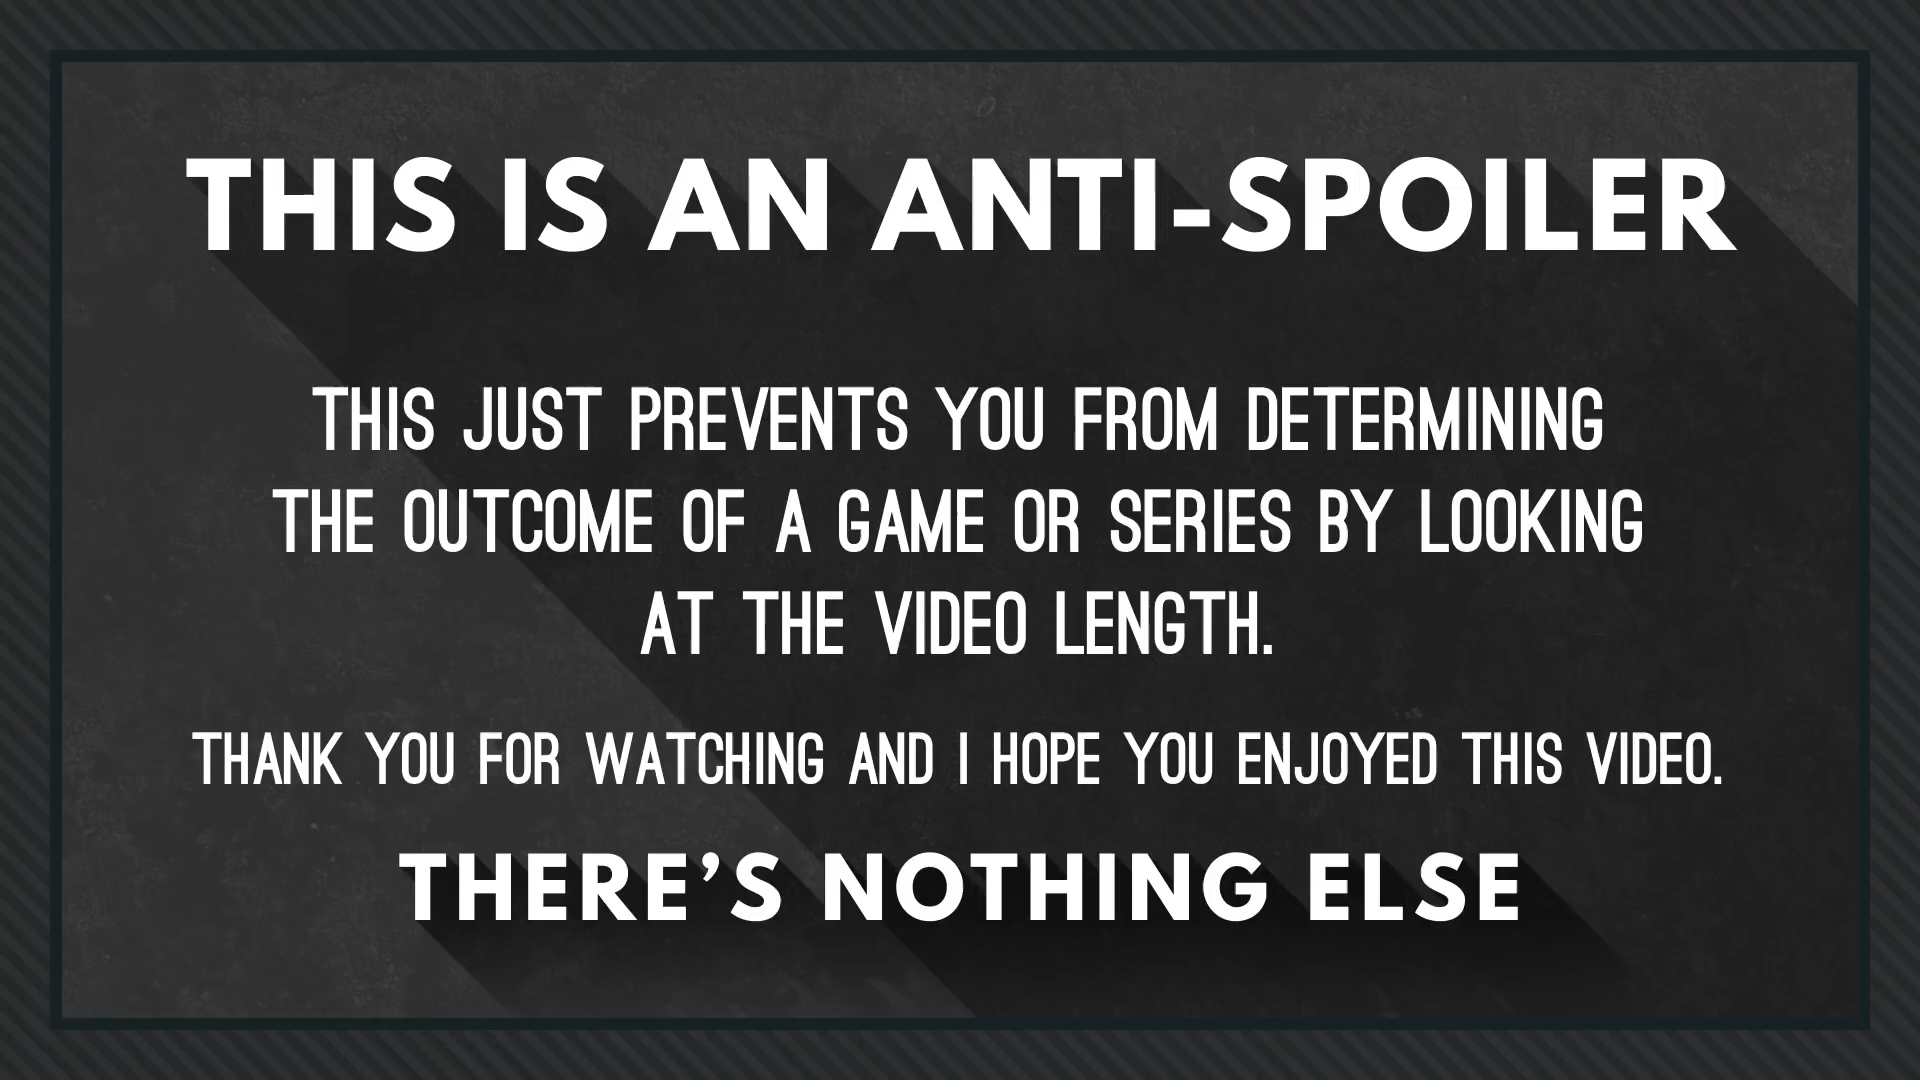 THIS IS AN ANTI-SPOILER
THIS JUST PREVENTS YOU FROM DETERMINING
THE OUTCOME OF A GAME OR SERIES BY LOOKING
AT THE VIDEO LENGTH.
THANK YOU FOR WATCHING AND I HOPE YOU ENJOYED THIS VIDEO.
THERE’S NOTHING ELSE